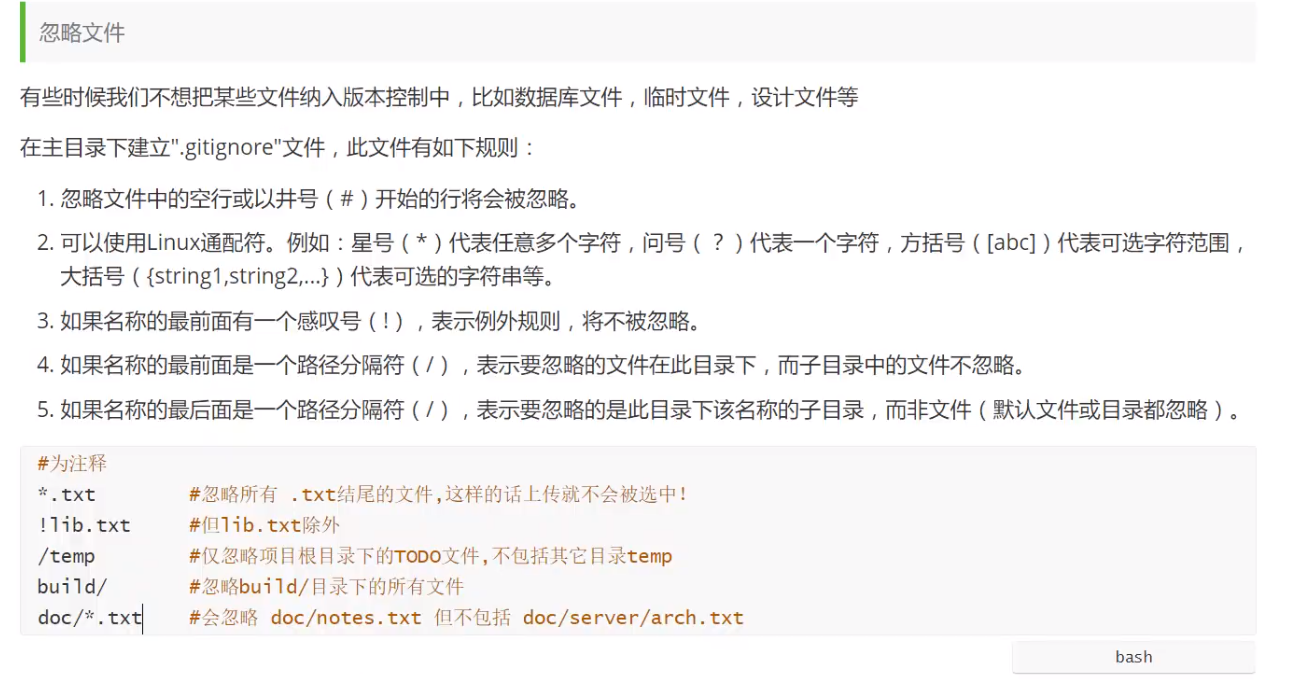 忽略文件
有些时候我们不想把某些文件纳入版本控制中，比如数据库文件，临时文件，设计文件等
在主目录下建立".gitignore"文件，此文件有如下规则：
1. 忽略文件中的空行或以井号（#）开始的行将会被忽略。
2. 可以使用Linux通配符。例如：星号（*）代表任意多个字符，问号（？）代表一个字符，方括号（[abc]）代表可选字符范围，
大括号（{string1,string2,...}）代表可选的字符串等。
3. 如果名称的最前面有一个感叹号（!），表示例外规则，将不被忽略。
4. 如果名称的最前面是一个路径分隔符（/），表示要忽略的文件在此目录下，而子目录中的文件不忽略。
5. 如果名称的最后面是一个路径分隔符（/），表示要忽略的是此目录下该名称的子目录，而非文件（默认文件或目录都忽略）。
#为注释
*.txt #忽略所有 .txt结尾的文件,这样的话上传就不会被选中!
!lib.txt #但lib.txt除外
/temp #仅忽略项目根目录下的TODO文件,不包括其它目录temp
build/ #忽略build/目录下的所有文件
doc/*.txt #会忽略 doc/notes.txt 但不包括 doc/server/arch.txt
bash